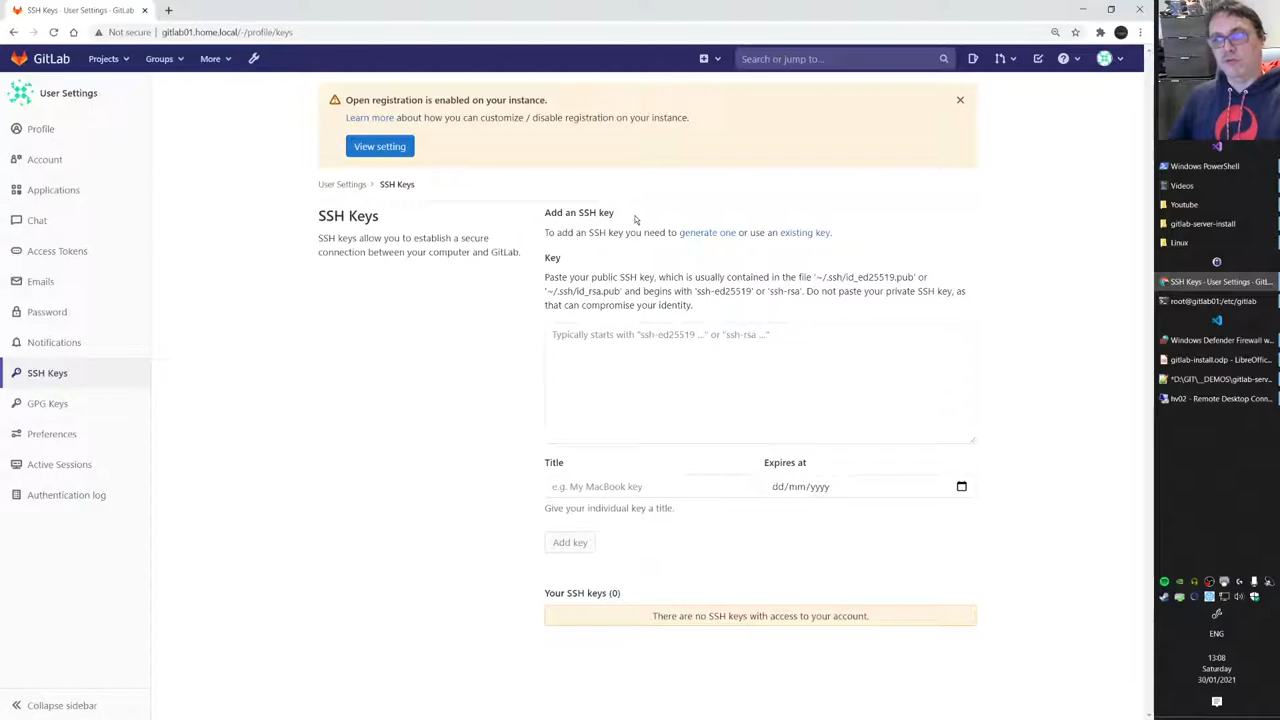 SSH Keys · User Settings · GitLab
Not secure
gitlab01.home.local/-/profile/keys
GitLab
Projects
Groups
More
Search or jump to...
User Settings
Profile
Account
Applications
Chat
Access Tokens
Emails
Password
Notifications
SSH Keys
GPG Keys
Preferences
Active Sessions
Authentication log
Collapse sidebar
Open registration is enabled on your instance.
Learn more about how you can customize / disable registration on your instance.
View setting
User Settings > SSH Keys
SSH Keys
SSH keys allow you to establish a secure
connection between your computer and GitLab.
Add an SSH key
To add an SSH key you need to generate one or use an existing key.
Key
Paste your public SSH key, which is usually contained in the file '~/.ssh/id_ed25519.pub' or
'~/.ssh/id_rsa.pub' and begins with 'ssh-ed25519' or 'ssh-rsa'. Do not paste your private SSH key, as
that can compromise your identity.
Typically starts with "ssh-ed25519 ..." or "ssh-rsa ..."
Title
Expires at
e.g. My MacBook key
dd/mm/yyyy
Give your individual key a title.
Add key
Your SSH keys (0)
There are no SSH keys with access to your account.
Windows PowerShell
Videos
Youtube
gitlab-server-install
Linux
SSH Keys · User Settings · GitL...
root@gitlab01:/etc/gitlab
Windows Defender Firewall w...
gitlab-install.odp - LibreOffic...
*D:\GIT\__DEMOS\gitlab-serv...
hv02 - Remote Desktop Conn...
ENG
13:08
Saturday
30/01/2021